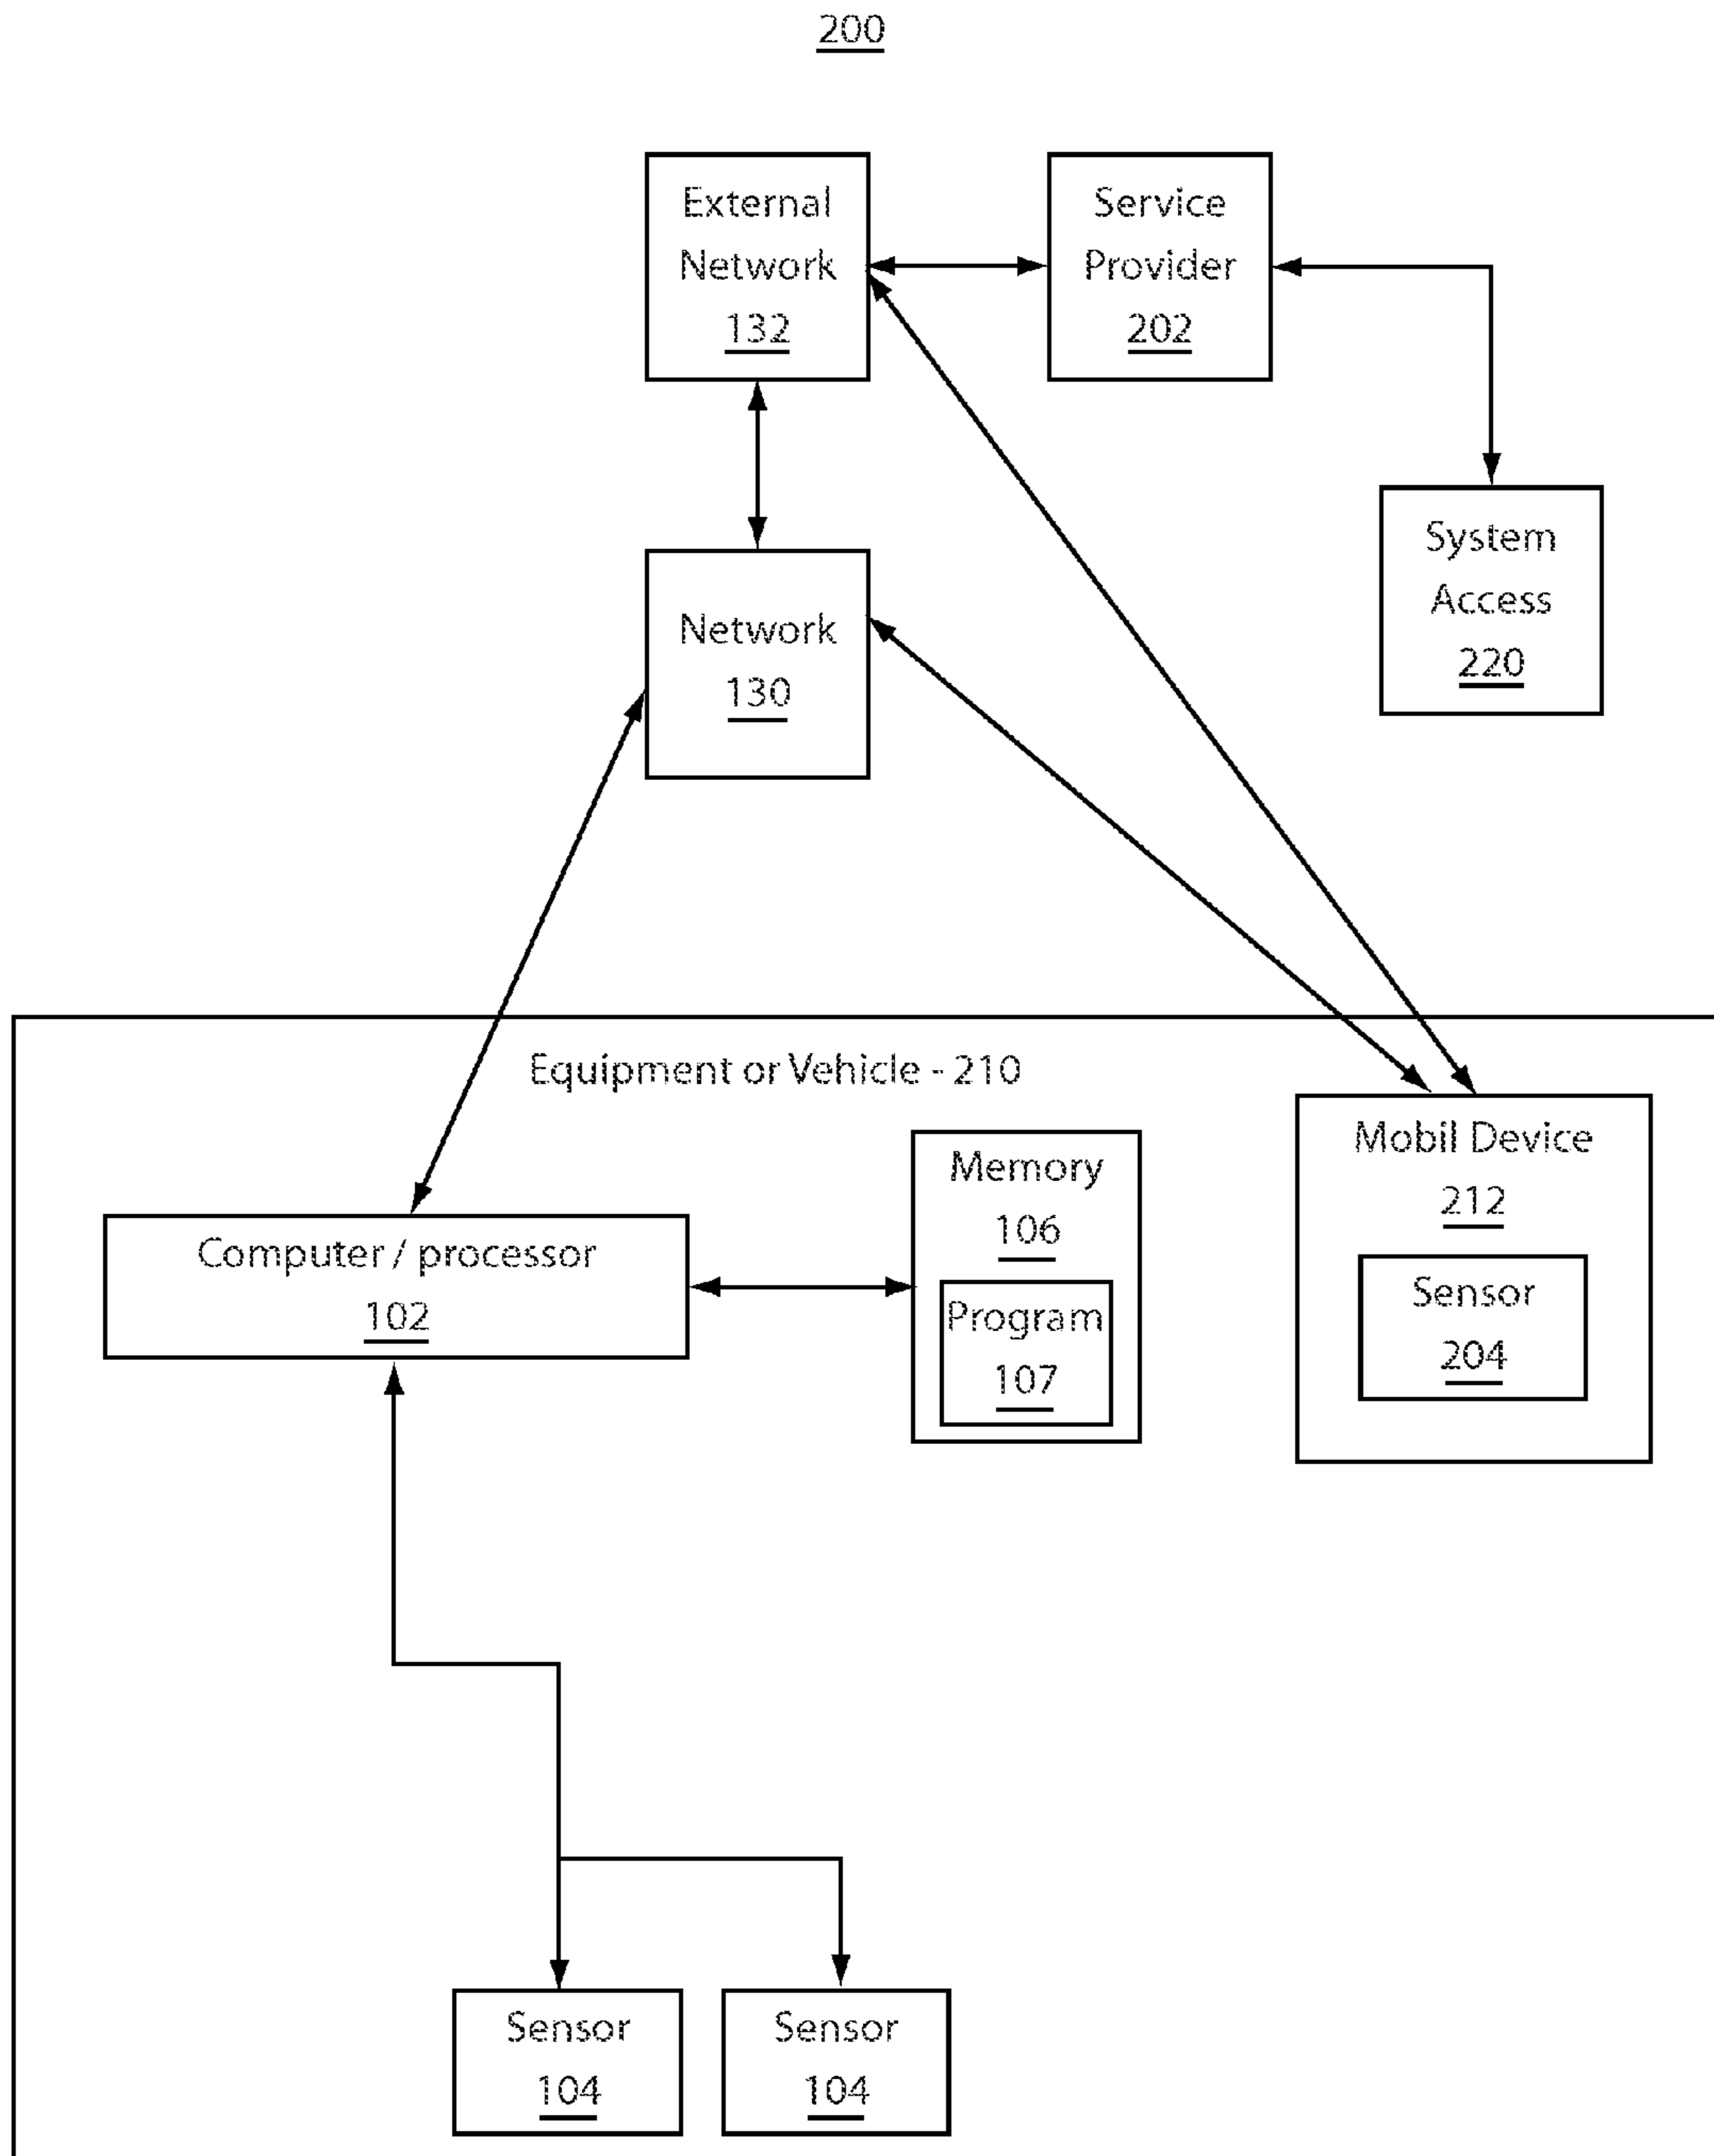 200
External
Network
132
Service
Provider
202
System
Access
220
Network
130
Equipment or Vehicle - 210
Memory
106
Program
107
Mobil Device
212
Sensor
204
Computer / processor
102
Sensor
104
Sensor
104